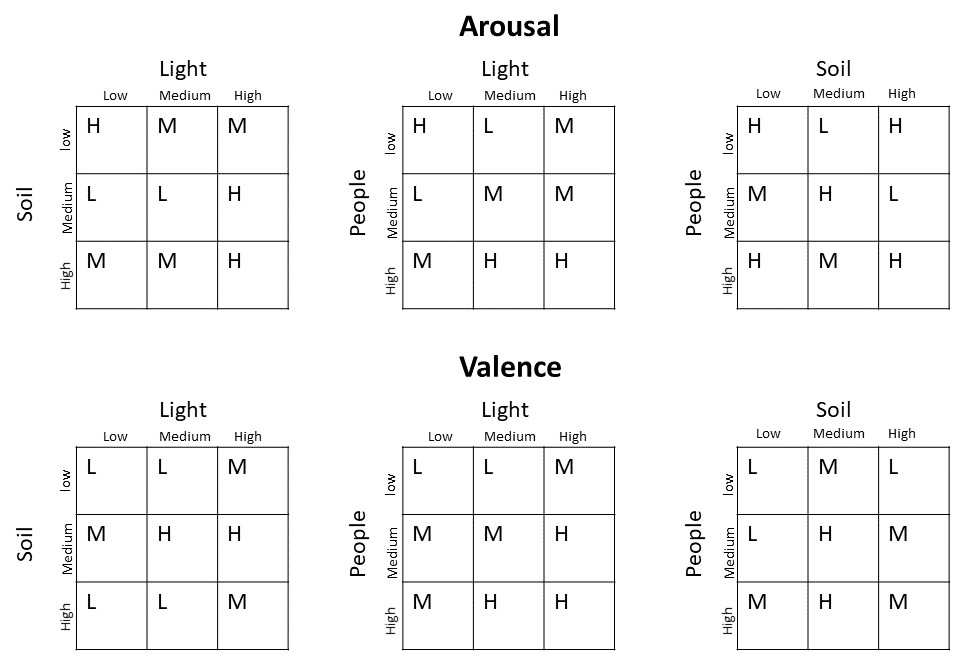 Arousal
Light Light Soil
Low Medium High Low Medium High Low Medium High
Soil low H M M People low H L M People low H L H
Medium L L H Medium L M M Medium M H L
High M M H High M H H High H M H
Valence
Light Light Soil
Low Medium High Low Medium High Low Medium High
Soil low L L M People low L L M People low L M L
Medium M H H Medium M M H Medium L H M
High L L M High M H H High M H M